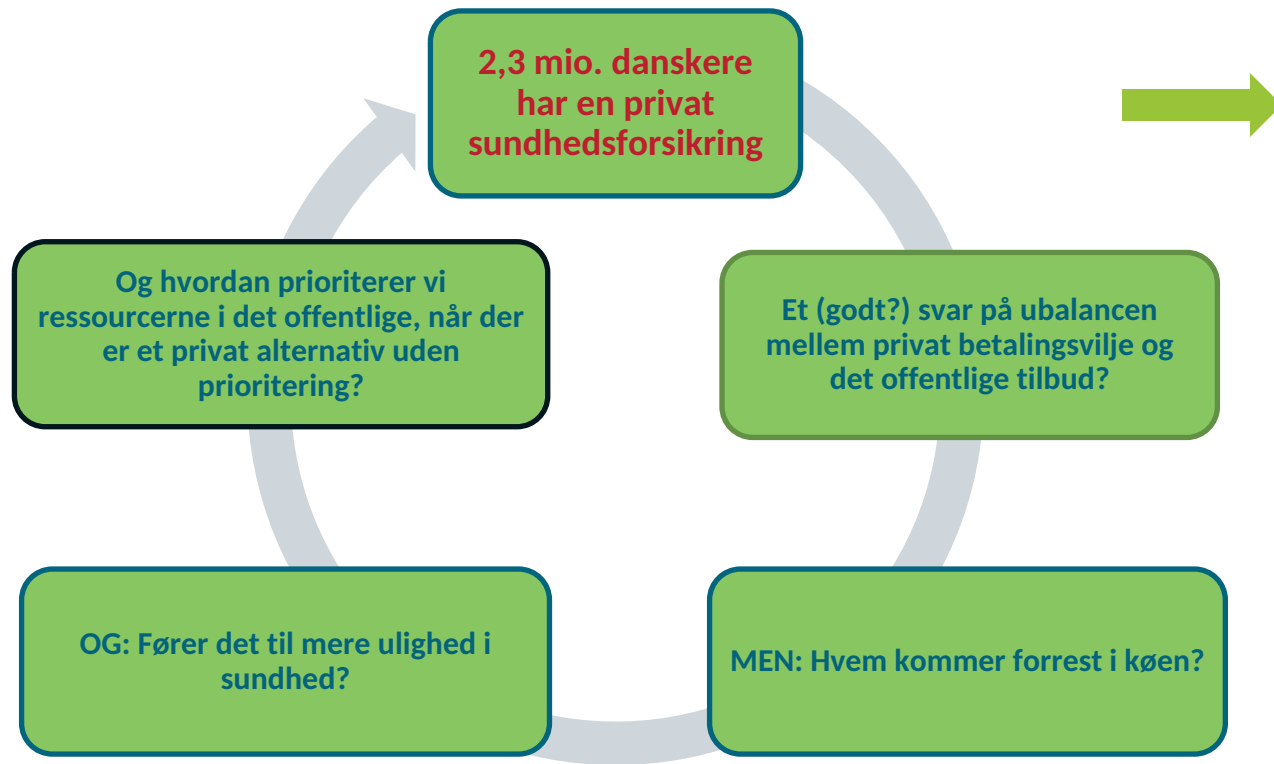 2,3 mio. danskere
har en privat
sundhedsforsikring
Et (godt?) svar på ubalancen
mellem privat betalingsvilje og
det offentlige tilbud?
MEN: Hvem kommer forrest i køen?
OG: Fører det til mere ulighed i
sundhed?
Og hvordan prioriterer vi
ressourcerne i det offentlige, når der
er et privat alternativ uden
prioritering?